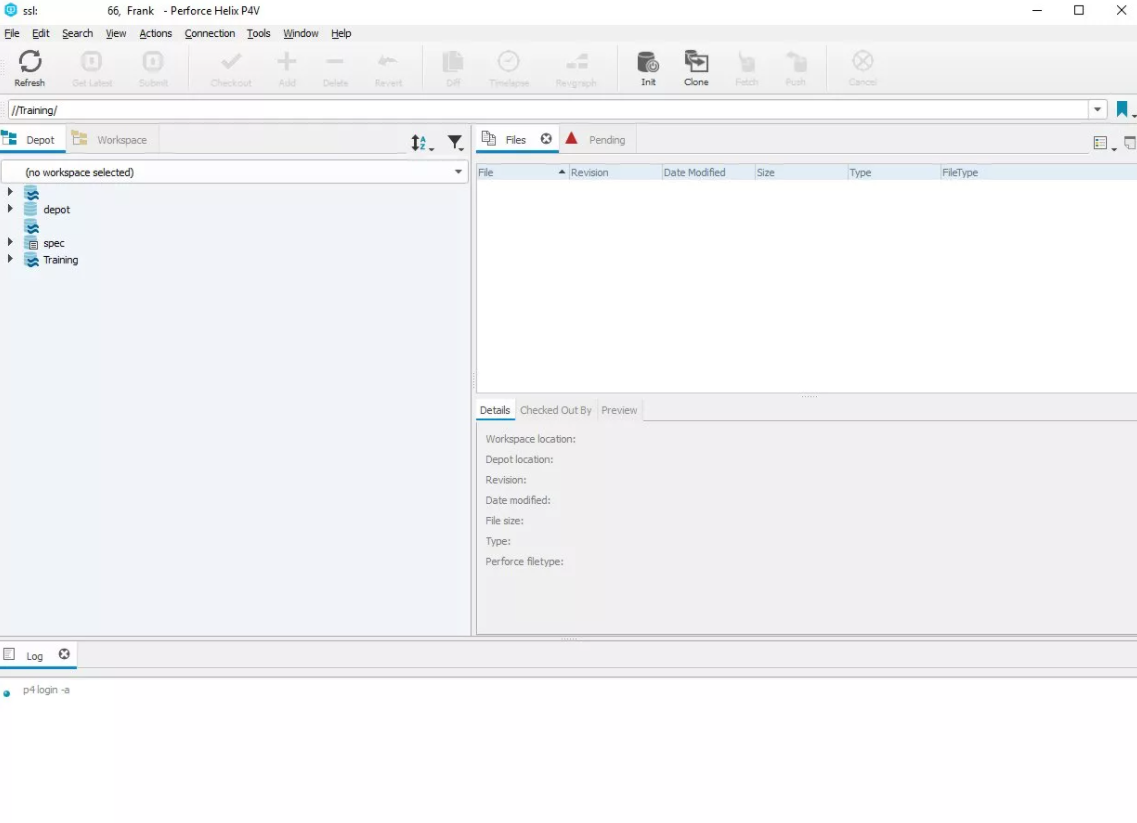 ssl: 66, Frank - Perforce Helix P4V
File Edit Search View Actions Connection Tools Window Help
Refresh Get Latest Submit Checkout Add Delete Revert Diff Timelapse Revgraph Init Clone Fetch Push Cancel
//Training/
Depot Workspace
Files Pending
(no workspace selected)
File Revision Date Modified Size Type FileType
depot
spec
Training
Details Checked Out By Preview
Workspace location:
Depot location:
Revision:
Date modified:
File size:
Type:
Perforce filetype:
Log
p4 login -a